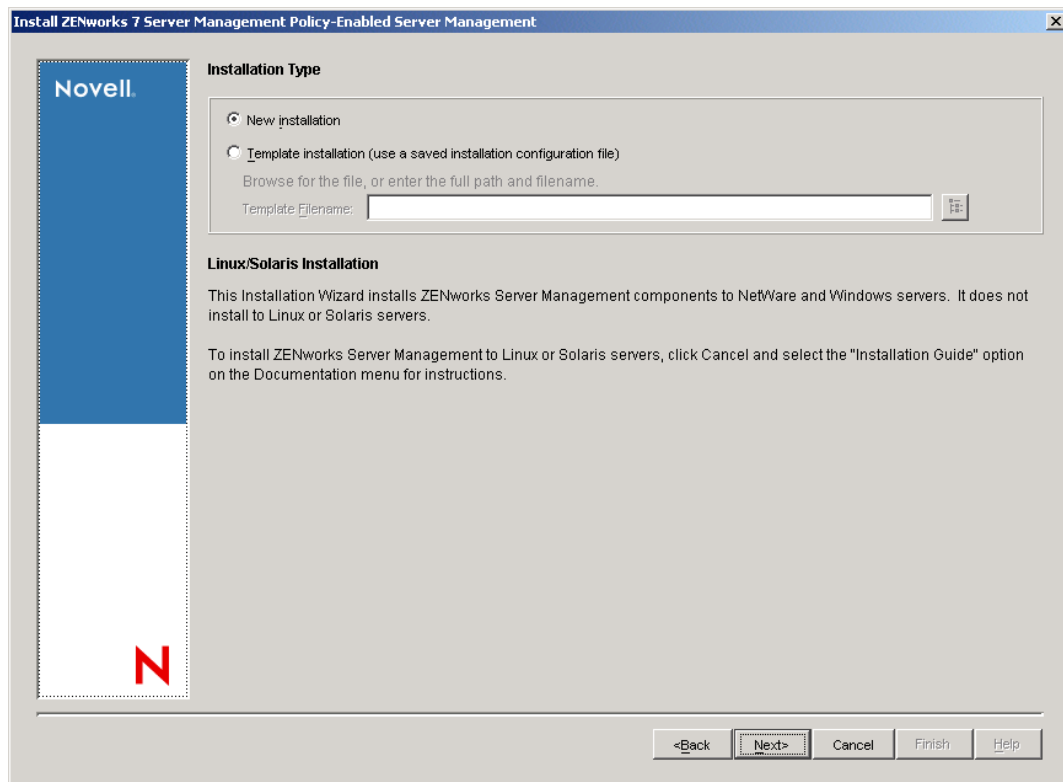 Install ZENworks 7 Server Management Policy-Enabled Server Management
Novell.
Installation Type
New installation
Template installation (use a saved installation configuration file)
Browse for the file, or enter the full path and filename.
Template Filename:
Linux/Solaris Installation
This Installation Wizard installs ZENworks Server Management components to NetWare and Windows servers. It does not
install to Linux or Solaris servers.
To install ZENworks Server Management to Linux or Solaris servers, click Cancel and select the "Installation Guide" option
on the Documentation menu for instructions.
N
<Back Next> Cancel Finish Help